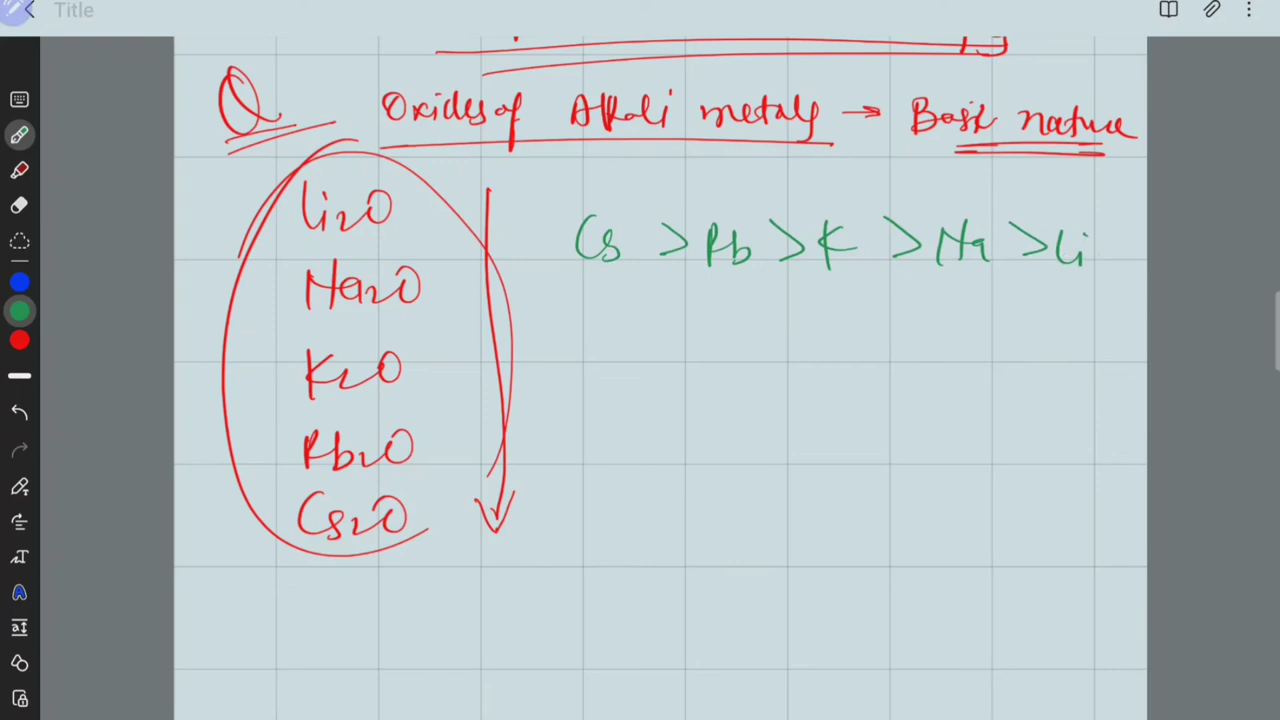 Title
Q Oxides of Alkali metals → Basic nature
Li2O
Cs > Rb > K > Na > Li
Na2O
K2O
Rb2O
Cs2O